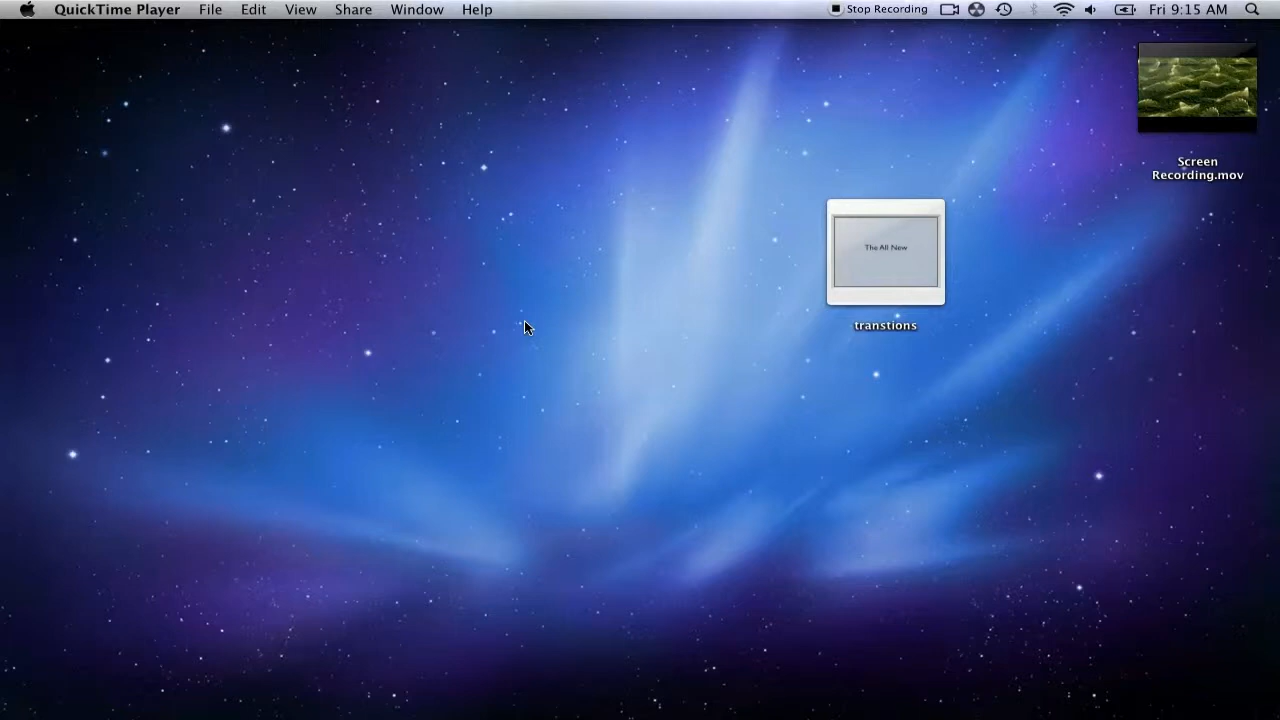 QuickTime Player File Edit View Share Window Help Stop Recording Fri 9:15 AM
Screen
Recording.mov
The All New
transtions